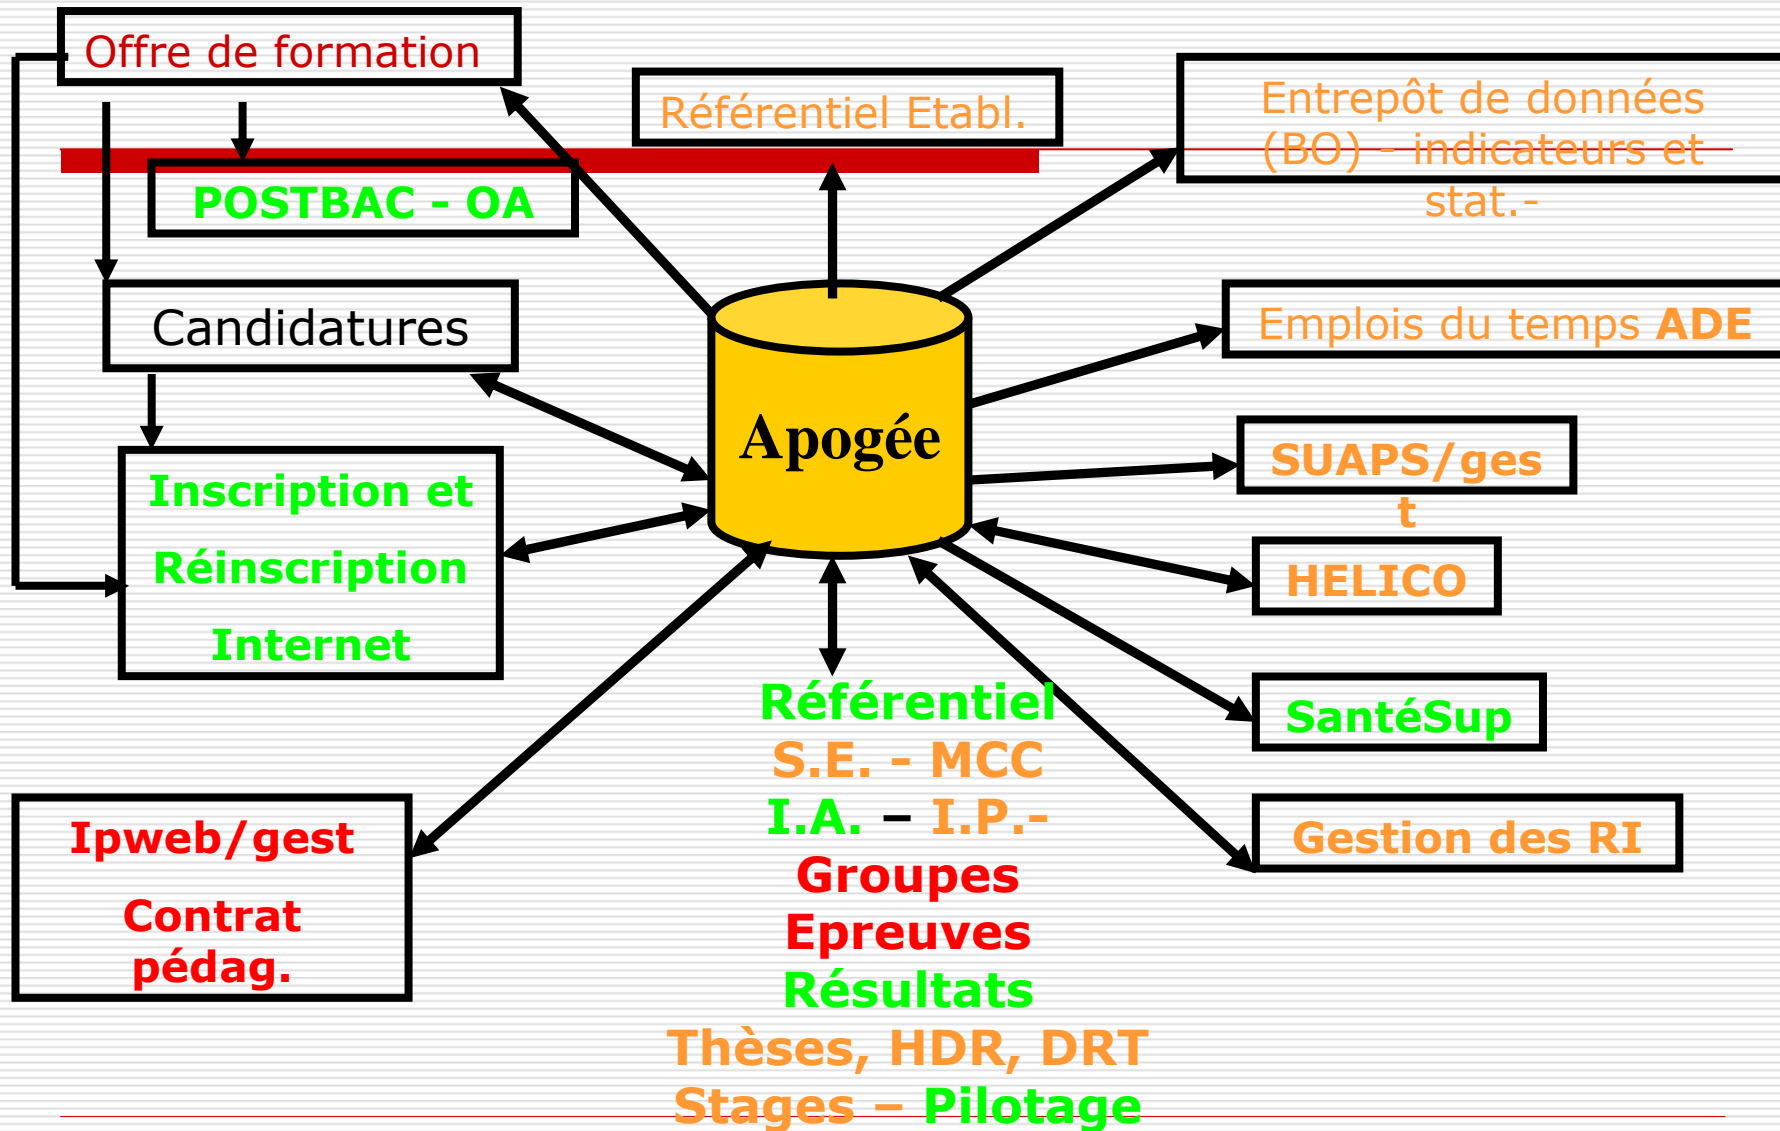 Offre de formation
Référentiel Etabl.
Entrepôt de données
(BO) - indicateurs et
stat.-
POSTBAC - OA
Candidatures
Emplois du temps ADE
Apogée
Inscription et
Réinscription
Internet
SUAPS/ges
t
HELICO
SantéSup
Gestion des RI
Ipweb/gest
Contrat
pédag.
Référentiel
S.E. - MCC
I.A. – I.P.-
Groupes
Epreuves
Résultats
Thèses, HDR, DRT
Stages – Pilotage